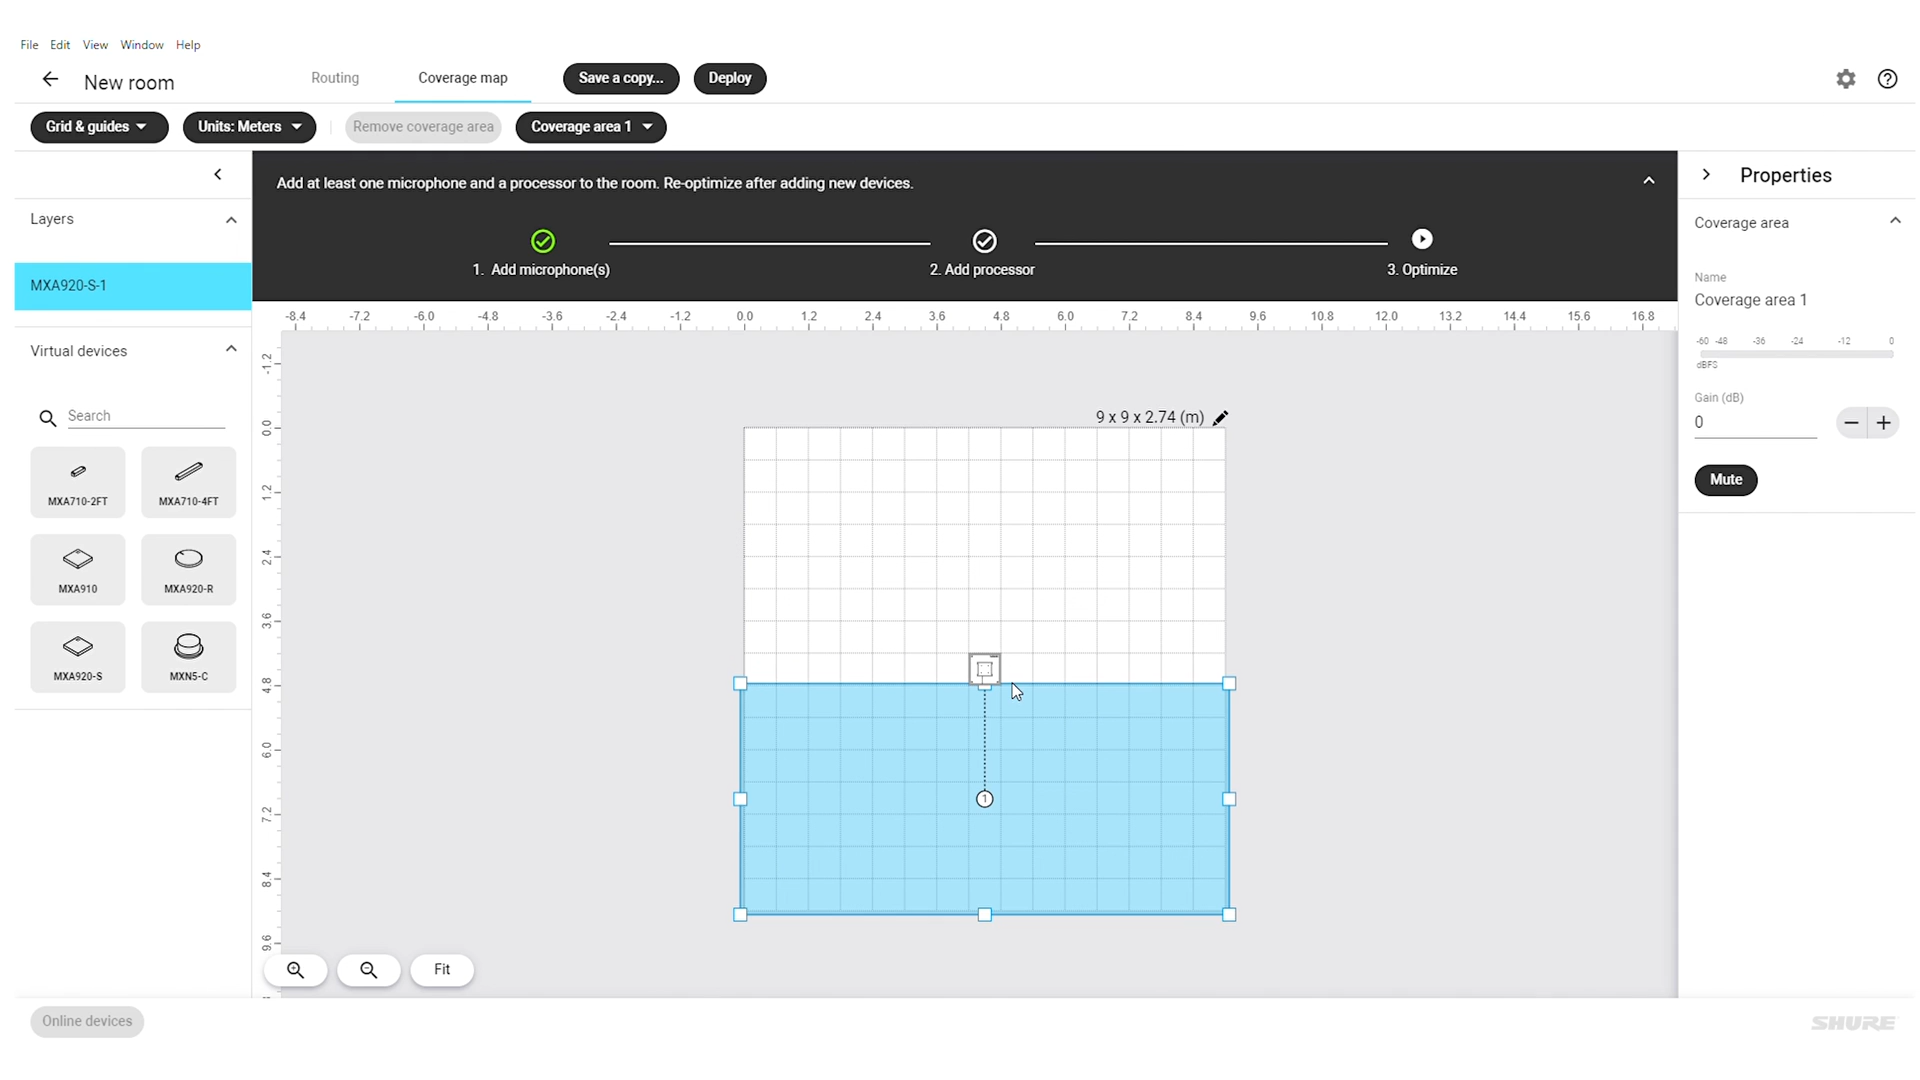 File Edit View Window Help
New room Routing Coverage map Save a copy... Deploy
Grid & guides Units: Meters Remove coverage area Coverage area 1
Add at least one microphone and a processor to the room. Re-optimize after adding new devices.
1. Add microphone(s) 2. Add processor 3. Optimize
Layers
MXA920-S-1
Virtual devices
Search
MXA710-2FT MXA710-4FT
MXA910 MXA920-R
MXA920-S MXN5-C
-8.4 -7.2 -6.0 -4.8 -3.6 -2.4 -1.2 0.0 1.2 2.4 3.6 4.8 6.0 7.2 8.4 9.6 10.8 12.0 13.2 14.4 15.6 16.8
-1.2
0.0
1.2
2.4
3.6
4.8
6.0
7.2
8.4
9.6
9 x 9 x 2.74 (m)
1
Fit
Properties
Coverage area
Name
Coverage area 1
-60 -48 -36 -24 -12 0
dBFS
Gain (dB)
0
Mute
Online devices
SHURE